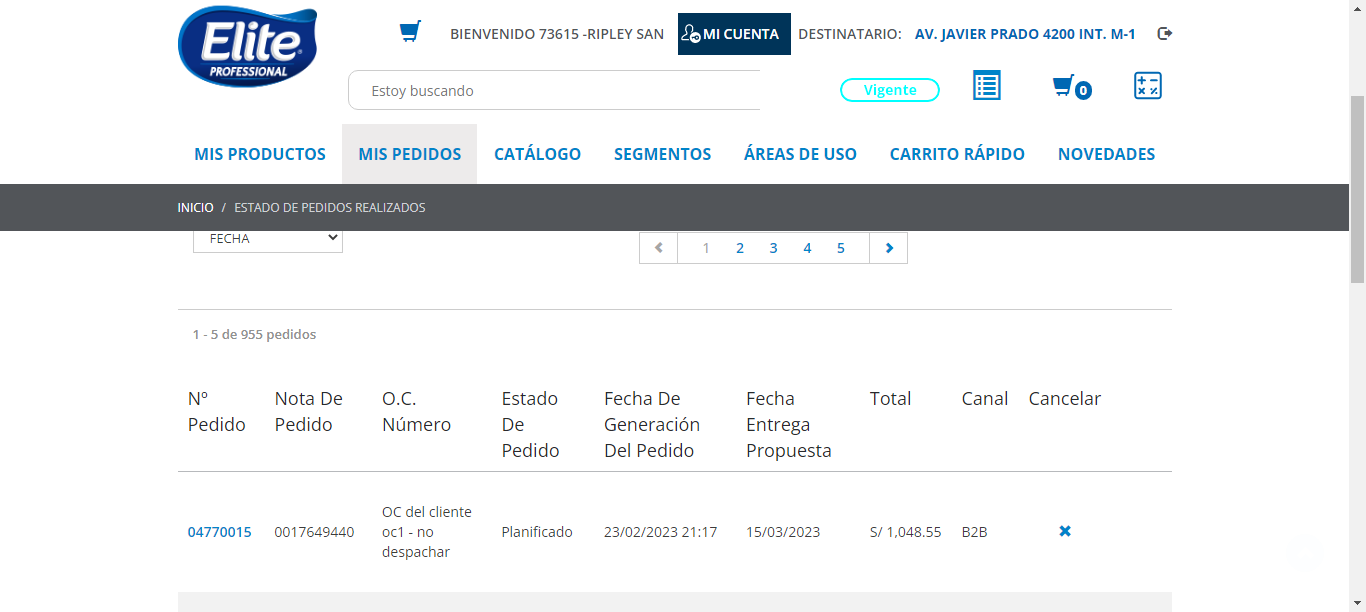 Elite
PROFESSIONAL
BIENVENIDO 73615 -RIPLEY SAN
MI CUENTA
DESTINATARIO: AV. JAVIER PRADO 4200 INT. M-1
Estoy buscando
Vigente
0
MIS PRODUCTOS
MIS PEDIDOS
CATÁLOGO
SEGMENTOS
ÁREAS DE USO
CARRITO RÁPIDO
NOVEDADES
INICIO / ESTADO DE PEDIDOS REALIZADOS
FECHA
1 2 3 4 5
1 - 5 de 955 pedidos
Nº
Pedido
Nota De
Pedido
O.C.
Número
Estado
De
Pedido
Fecha De
Generación
Del Pedido
Fecha
Entrega
Propuesta
Total
Canal
Cancelar
04770015
0017649440
OC del cliente
oc1 - no
despachar
Planificado
23/02/2023 21:17
15/03/2023
S/ 1,048.55
B2B